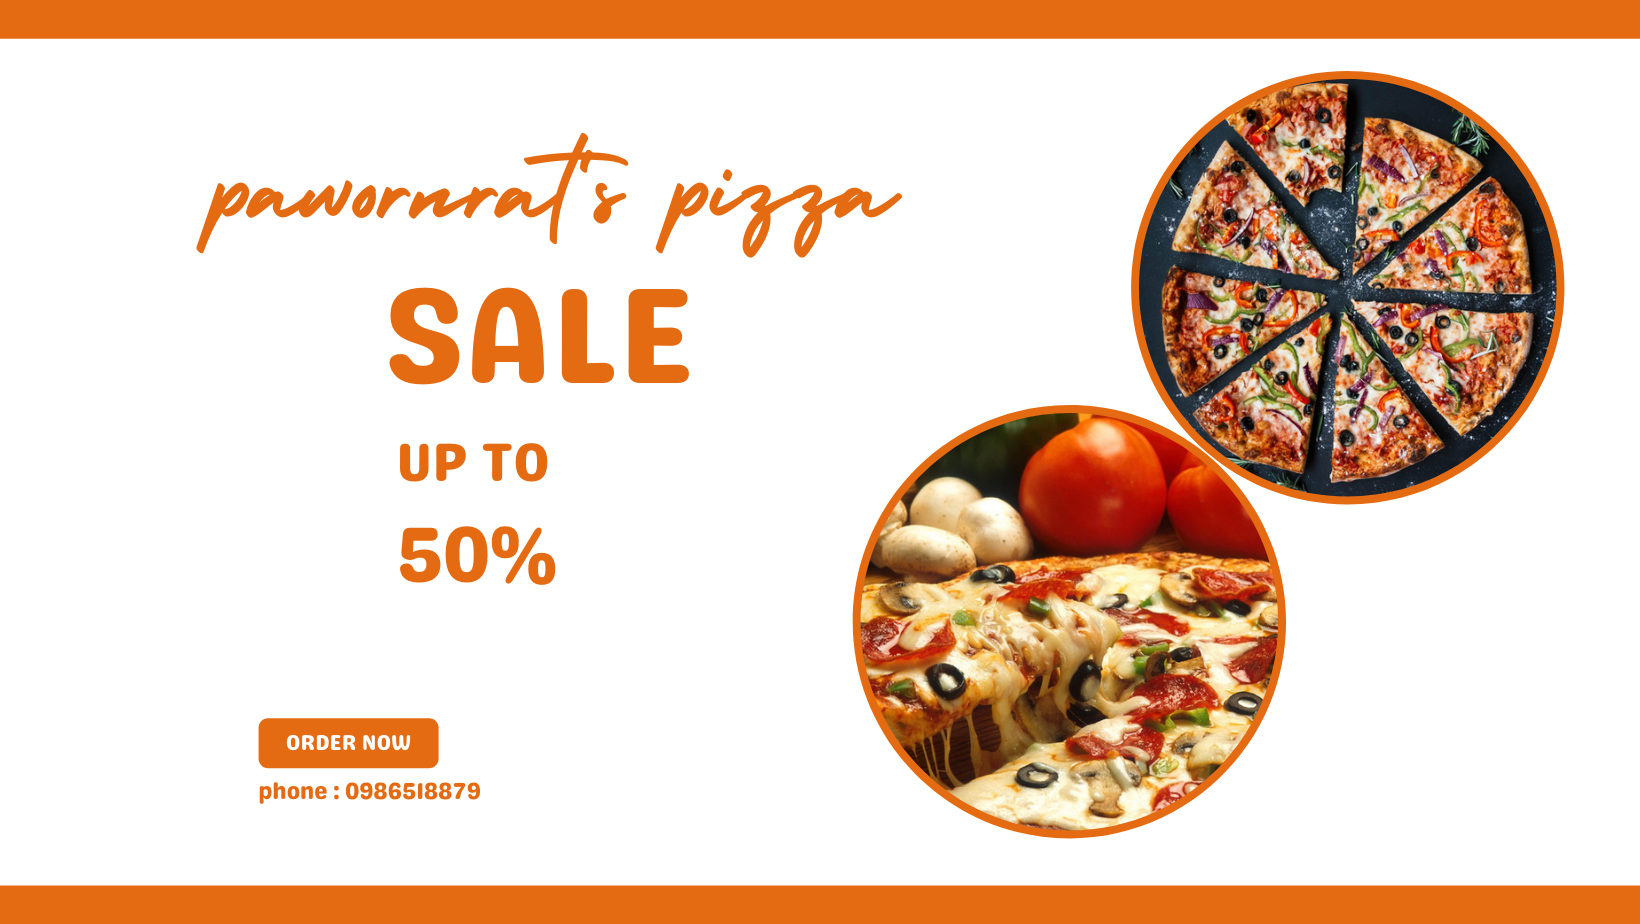 pawornrat's pizza
SALE
UP TO
50%
ORDER NOW
phone : 0986518879